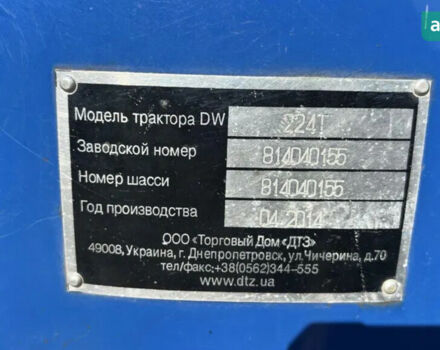 Модель трактора DW 224T
Заводской номер 814040155
Номер шасси 814040155
Год производства 04.2014
ООО «Торговый Дом «ДТЗ»
49008, Украина, г. Днепропетровск, ул.Чичерина, д.70
тел/факс:+38(0562)344-555
www.dtz.ua